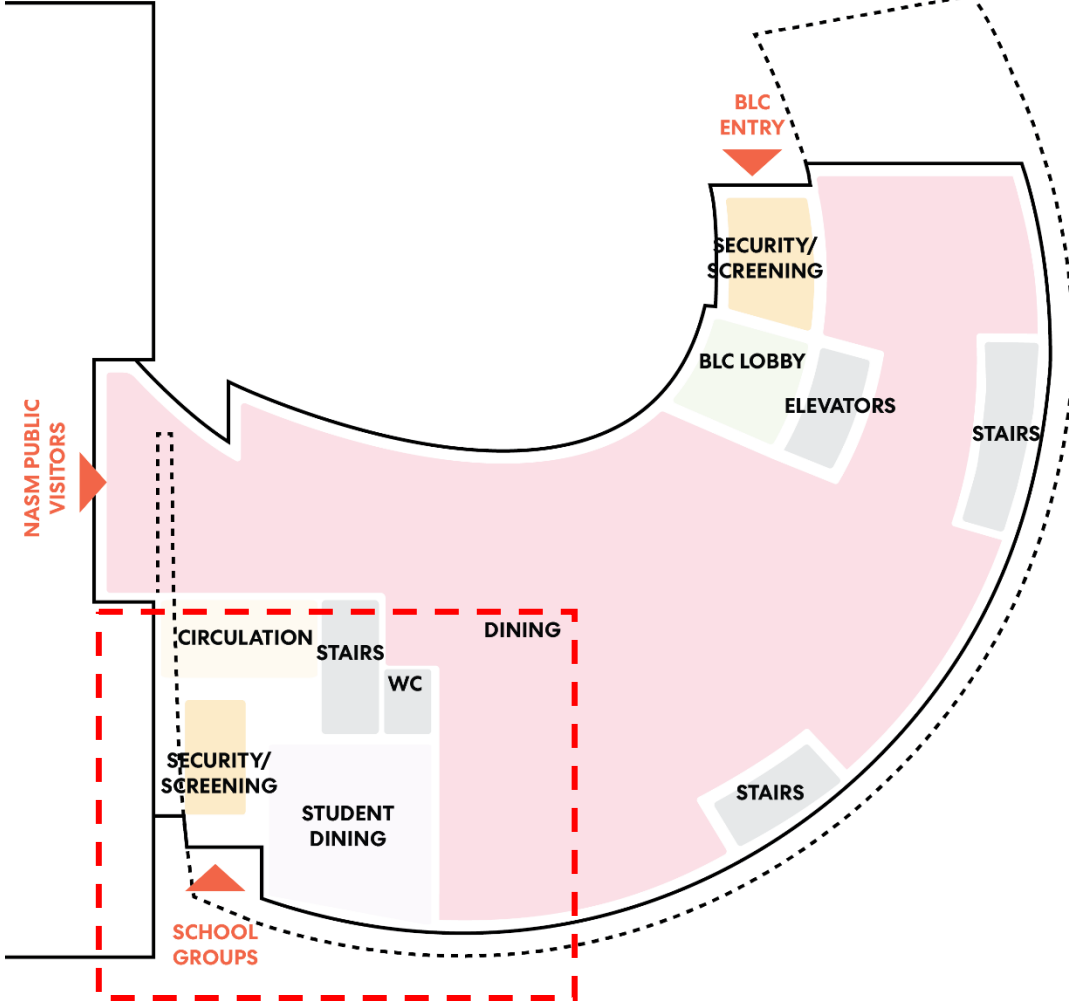 BLC
ENTRY
SECURITY/
SCREENING
BLC LOBBY
ELEVATORS
STAIRS
NASM PUBLIC
VISITORS
CIRCULATION
STAIRS
DINING
WC
SECURITY/
SCREENING
STUDENT
DINING
STAIRS
SCHOOL
GROUPS